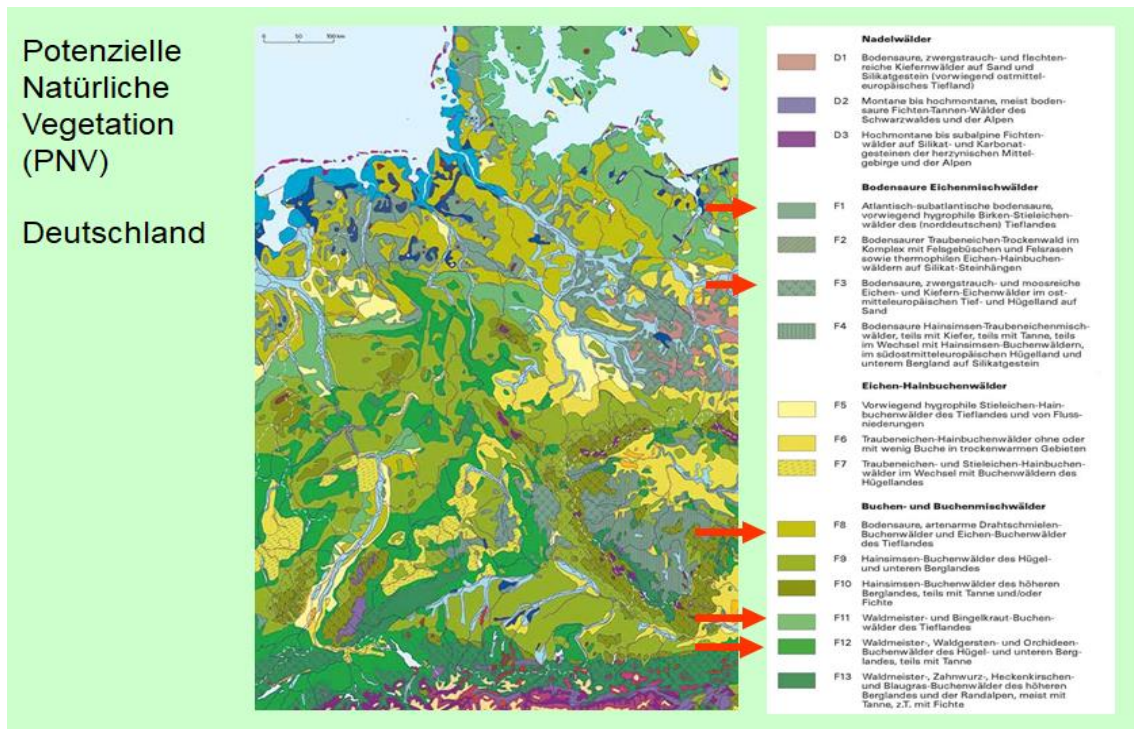 Potenzielle
Natürliche
Vegetation
(PNV)
Deutschland
0 50 100 km
Nadelwälder
D1 Bodensaure, zwergstrauch- und flechten-
reiche Kiefernwälder auf Sand und
Silikatgestein (vorwiegend ostmittel-
europäisches Tiefland)
D2 Montane bis hochmontane, meist boden-
saure Fichten-Tannen-Wälder des
Schwarzwaldes und der Alpen
D3 Hochmontane bis subalpine Fichten-
wälder auf Silikat- und Karbonat-
gesteinen der herzynischen Mittel-
gebirge und der Alpen
Bodensaure Eichenmischwälder
F1 Atlantisch-subatlantische bodensaure,
vorwiegend hygrophile Birken-Stieleichen-
wälder des (norddeutschen) Tieflandes
F2 Bodensaurer Traubeneichen-Trockenwald im
Komplex mit Felsgebüschen und Felsrasen
sowie thermophilen Eichen-Hainbuchen-
wäldern auf Silikat-Steinhängen
F3 Bodensaure, zwergstrauch- und moosreiche
Eichen- und Kiefern-Eichenwälder im ost-
mitteleuropäischen Tief- und Hügelland auf
Sand
F4 Bodensaure Hainsimsen-Traubeneichenmisch-
wälder, teils mit Kiefer, teils mit Tanne, teils
im Wechsel mit Hainsimsen-Buchenwäldern,
im südostmitteleuropäischen Hügelland und
unterem Bergland auf Silikatgestein
Eichen-Hainbuchenwälder
F5 Vorwiegend hygrophile Stieleichen-Hain-
buchenwälder des Tieflandes und von Fluss-
niederungen
F6 Traubeneichen-Hainbuchenwälder ohne oder
mit wenig Buche in trockenwarmen Gebieten
F7 Traubeneichen- und Stieleichen-Hainbuchen-
wälder im Wechsel mit Buchenwäldern des
Hügellandes
Buchen- und Buchenmischwälder
F8 Bodensaure, artenarme Drahtschmielen-
Buchenwälder und Eichen-Buchenwälder
des Tieflandes
F9 Hainsimsen-Buchenwälder des Hügel-
und unteren Berglandes
F10 Hainsimsen-Buchenwälder des höheren
Berglandes, teils mit Tanne und/oder
Fichte
F11 Waldmeister- und Bingelkraut-Buchen-
wälder des Tieflandes
F12 Waldmeister-, Waldgersten- und Orchideen-
Buchenwälder des Hügel- und unteren Berg-
landes, teils mit Tanne
F13 Waldmeister-, Zahnwurz-, Heckenkirschen-
und Blaugras-Buchenwälder des höheren
Berglandes und der Randalpen, meist mit
Tanne, z.T. mit Fichte